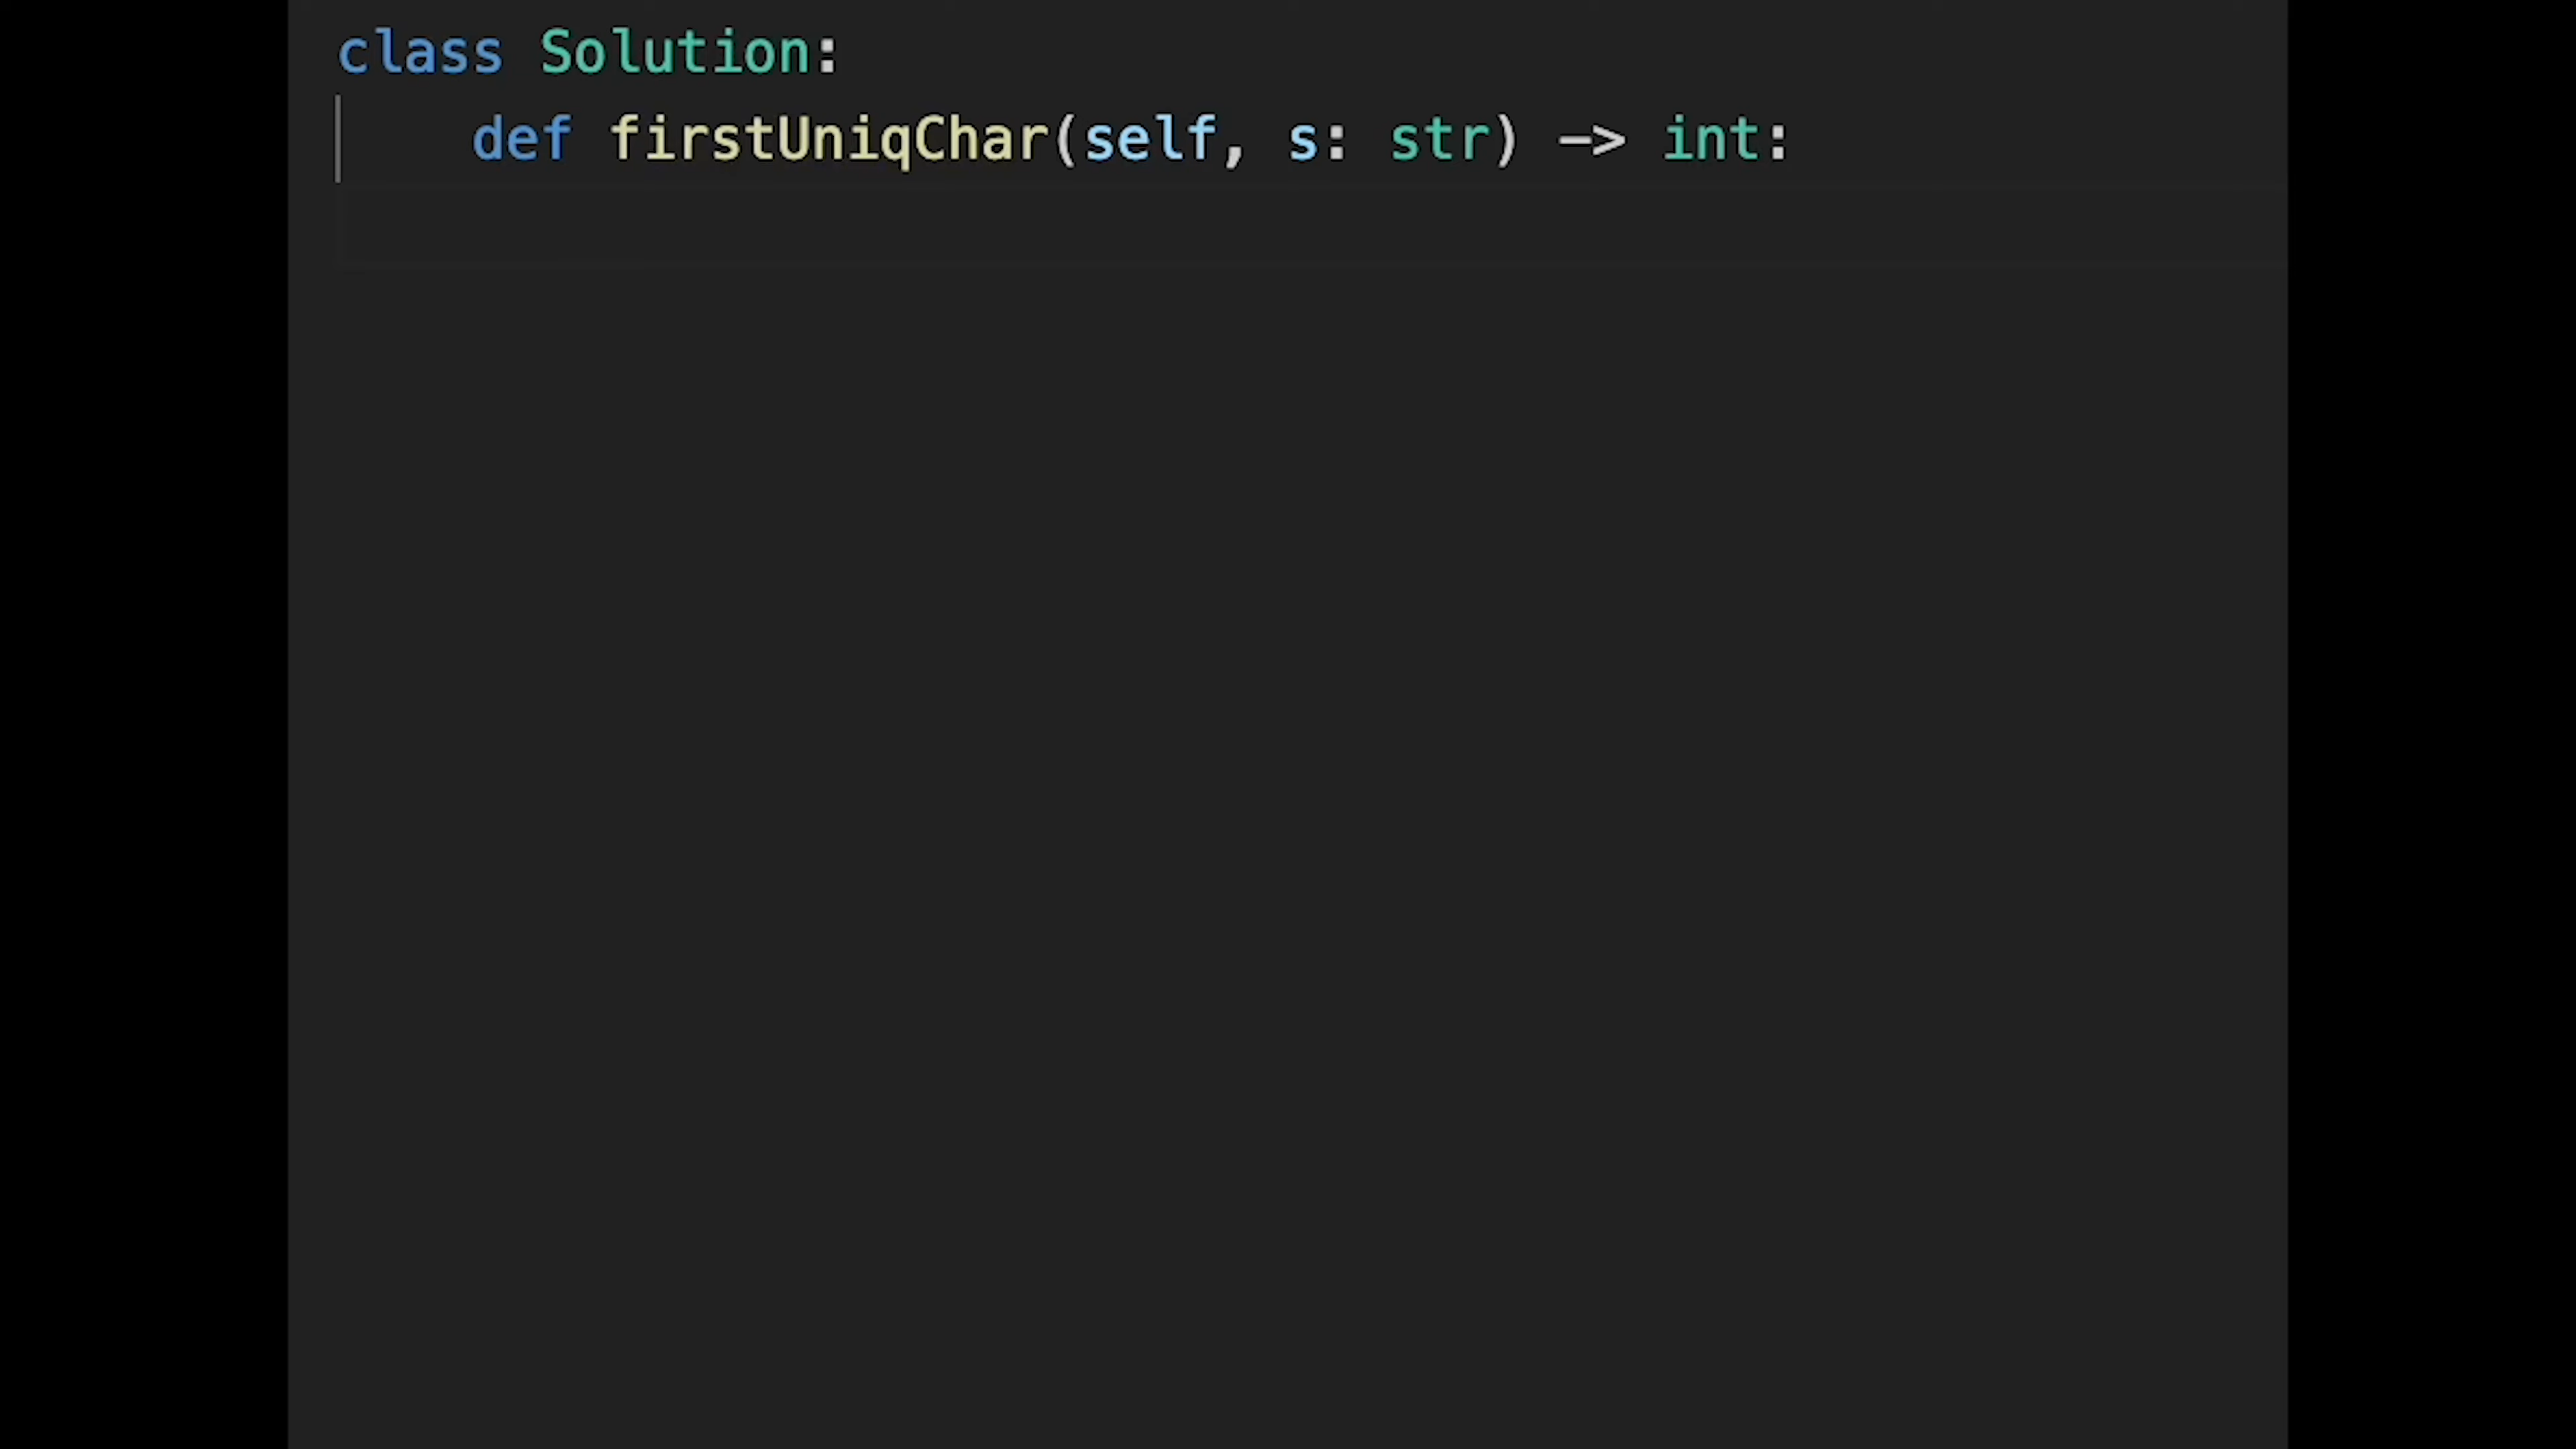 class Solution:
    def firstUniqChar(self, s: str) -> int: